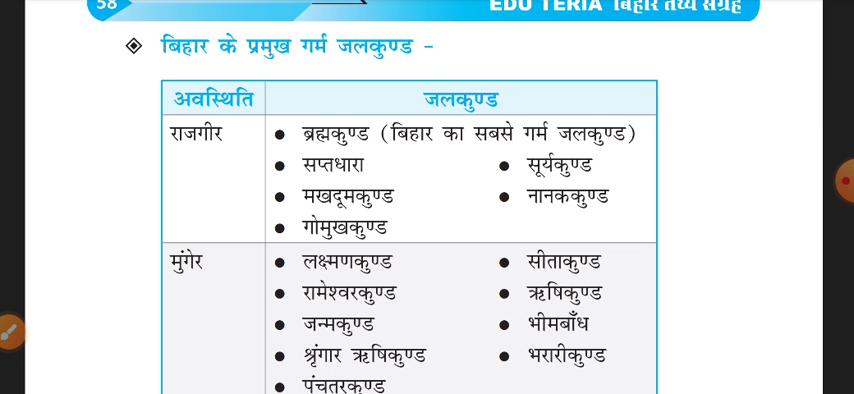 58 EDU TERIA बिहार तथ्य संग्रह
बिहार के प्रमुख गर्म जलकुण्ड –
अवस्थिति जलकुण्ड
राजगीर • ब्रह्मकुण्ड (बिहार का सबसे गर्म जलकुण्ड)
• सप्तधारा • सूर्यकुण्ड
• मखदूमकुण्ड • नानककुण्ड
• गोमुखकुण्ड
मुंगेर • लक्ष्मणकुण्ड • सीताकुण्ड
• रामेश्वरकुण्ड • ऋषिकुण्ड
• जन्मकुण्ड • भीमबाँध
• श्रृंगार ऋषिकुण्ड • भरारीकुण्ड
• पंचतरकुण्ड